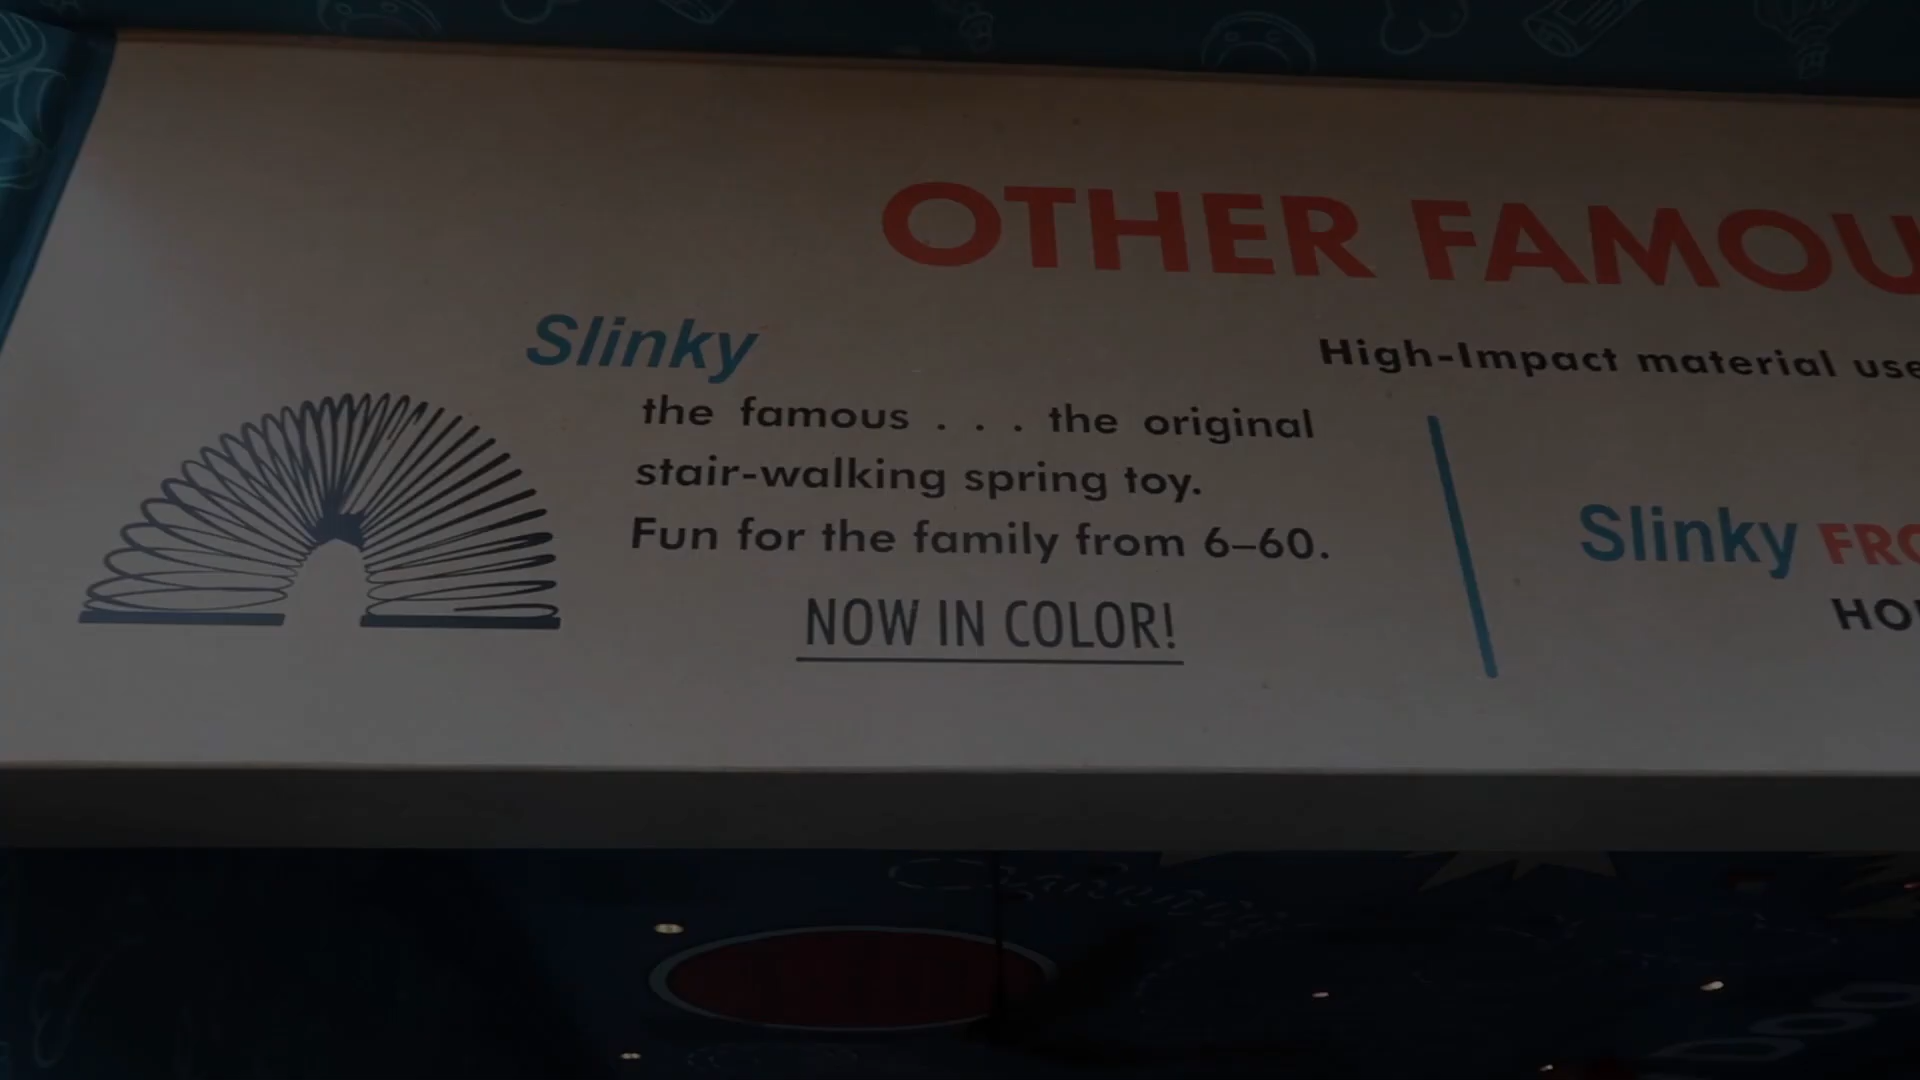 OTHER FAMOU
Slinky
the famous . . . the original
stair-walking spring toy.
Fun for the family from 6–60.
NOW IN COLOR!
High-Impact material use
Slinky FRO
HO